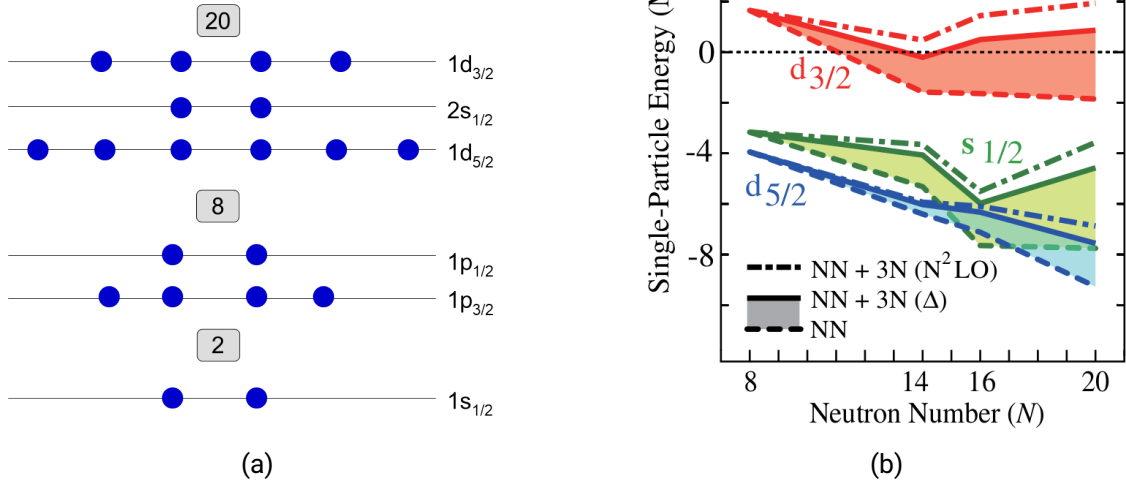 20
1d3/2
2s1/2
1d5/2
8
1p1/2
1p3/2
2
1s1/2
(a)
Single-Particle Energy (M
0
-4
-8
d3/2
s1/2
d5/2
NN + 3N (N²LO)
NN + 3N (Δ)
NN
8
14
16
20
Neutron Number (N)
(b)